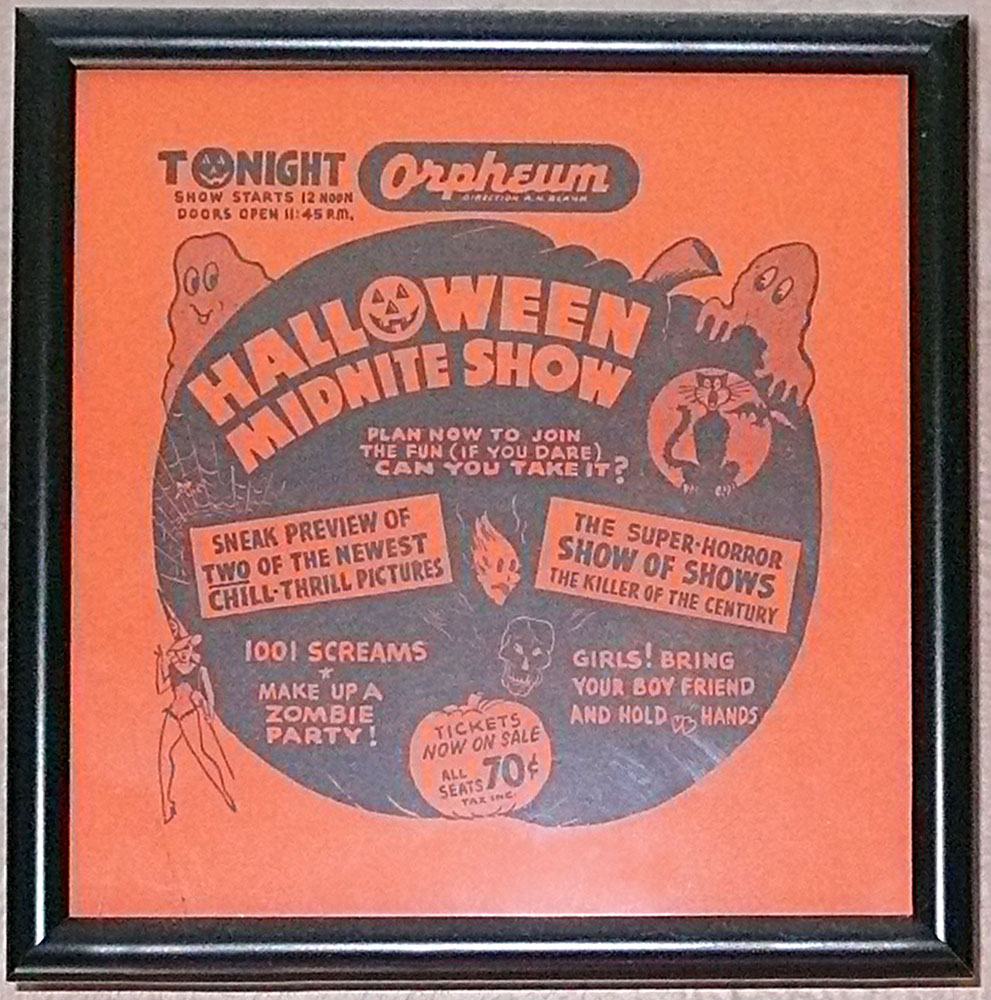 TONIGHT
SHOW STARTS 12 NOON
DOORS OPEN 11:45 P.M.
Orpheum
DIRECTION A.H. BLANK
HALLOWEEN
MIDNITE SHOW
PLAN NOW TO JOIN
THE FUN (IF YOU DARE)
CAN YOU TAKE IT?
SNEAK PREVIEW OF
TWO OF THE NEWEST
CHILL-THRILL PICTURES
THE SUPER-HORROR
SHOW OF SHOWS
THE KILLER OF THE CENTURY
1001 SCREAMS
MAKE UP A
ZOMBIE
PARTY!
GIRLS! BRING
YOUR BOY FRIEND
AND HOLD HANDS
TICKETS
NOW ON SALE
ALL
SEATS 70¢
TAX INC.